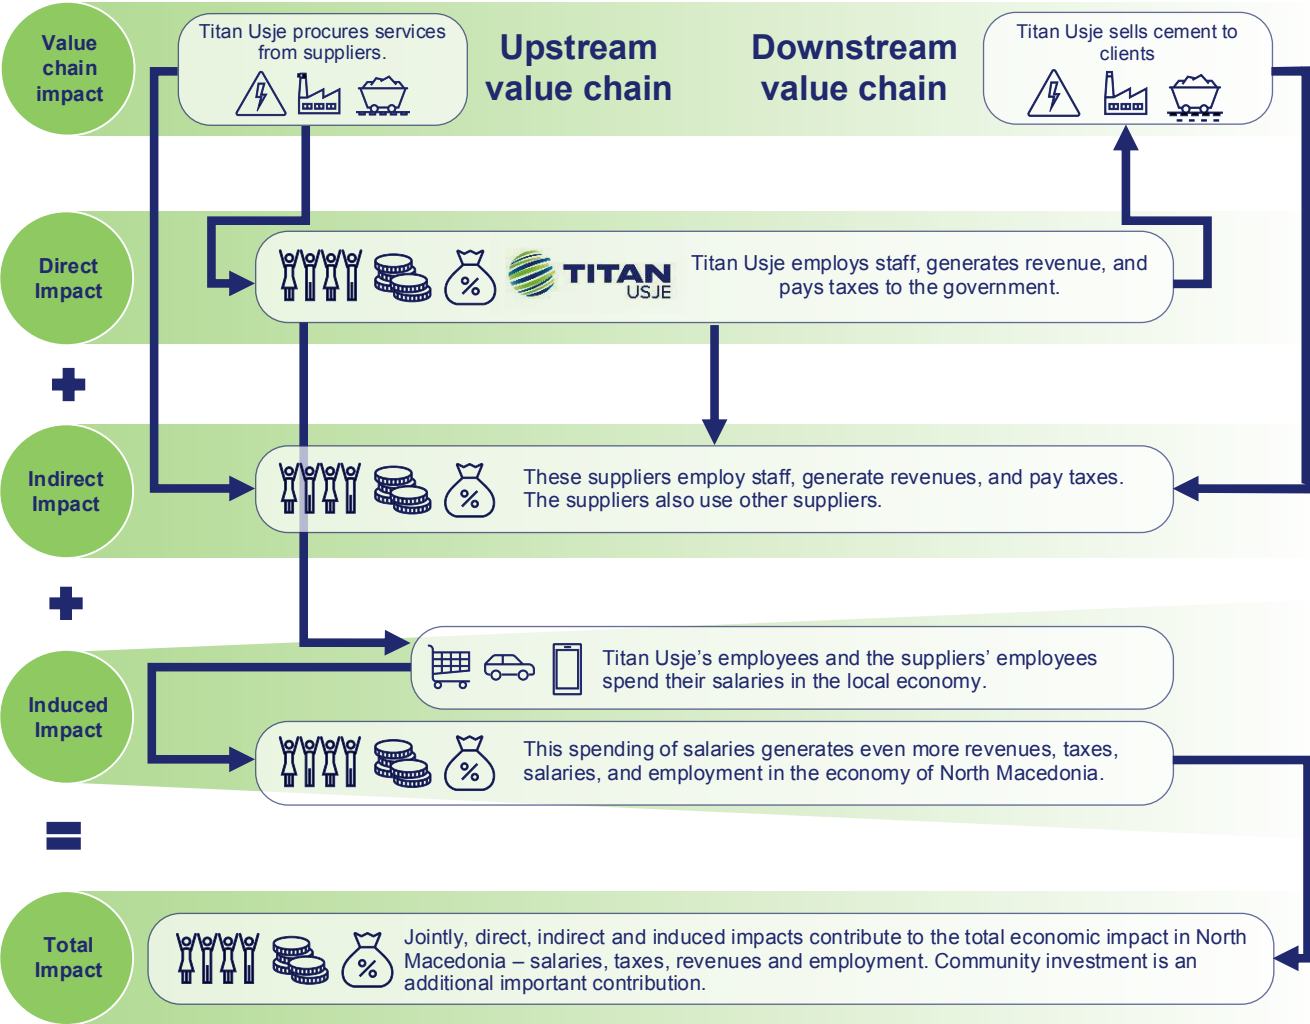 Value
chain
impact
Titan Usje procures services
from suppliers.
Upstream
value chain
Downstream
value chain
Titan Usje sells cement to
clients
Direct
Impact
TITAN
USJE
Titan Usje employs staff, generates revenue, and
pays taxes to the government.
+
Indirect
Impact
%
These suppliers employ staff, generate revenues, and pay taxes.
The suppliers also use other suppliers.
+
Induced
Impact
Titan Usje’s employees and the suppliers’ employees
spend their salaries in the local economy.
%
This spending of salaries generates even more revenues, taxes,
salaries, and employment in the economy of North Macedonia.
=
Total
Impact
%
Jointly, direct, indirect and induced impacts contribute to the total economic impact in North
Macedonia – salaries, taxes, revenues and employment. Community investment is an
additional important contribution.